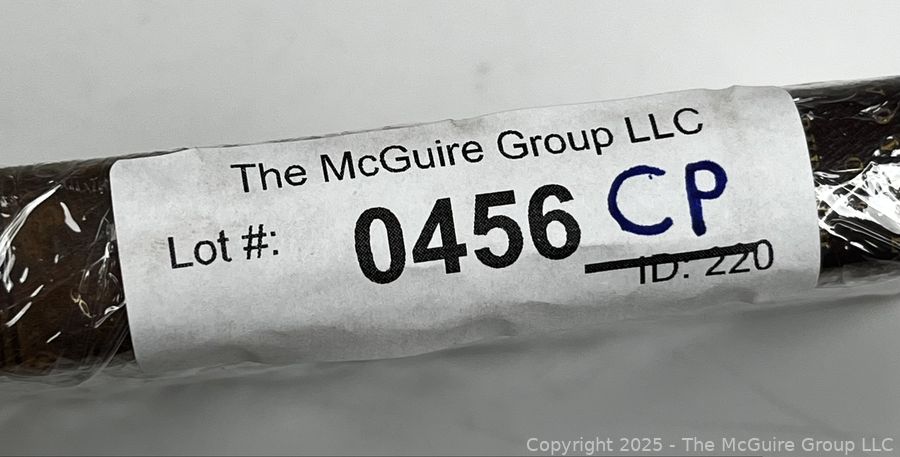 The McGuire Group LLC
Lot #: 0456 CP
ID: 220
Copyright 2025 - The McGuire Group LLC